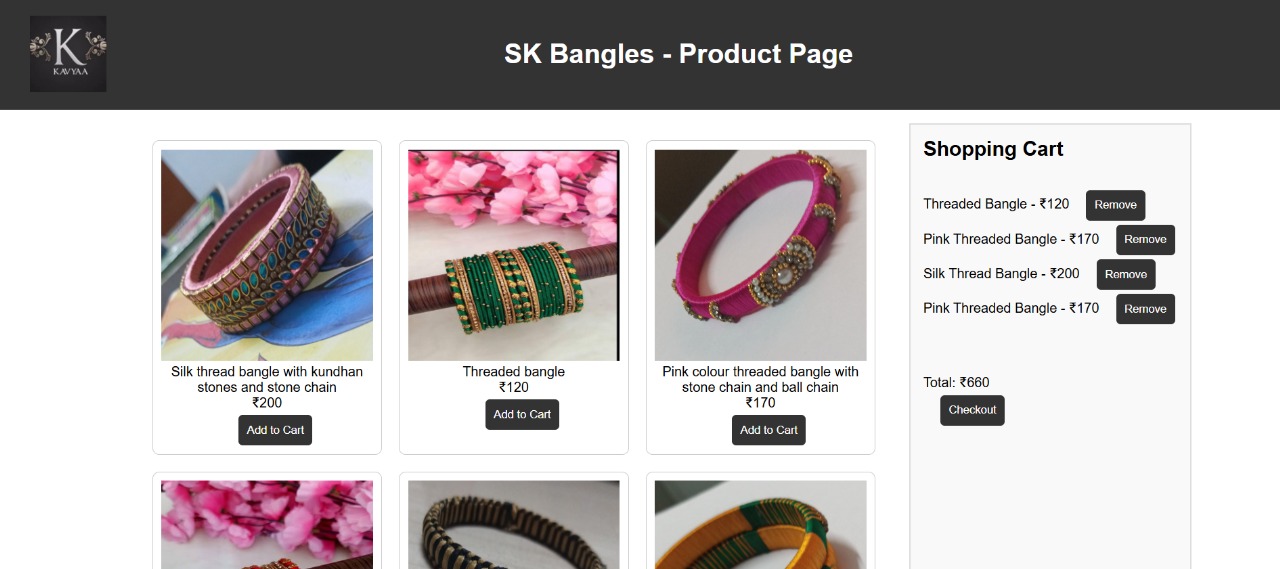 K
KAVYAA
SK Bangles - Product Page
Silk thread bangle with kundhan
stones and stone chain
₹200
Add to Cart
Threaded bangle
₹120
Add to Cart
Pink colour threaded bangle with
stone chain and ball chain
₹170
Add to Cart
Shopping Cart
Threaded Bangle - ₹120 Remove
Pink Threaded Bangle - ₹170 Remove
Silk Thread Bangle - ₹200 Remove
Pink Threaded Bangle - ₹170 Remove
Total: ₹660
Checkout